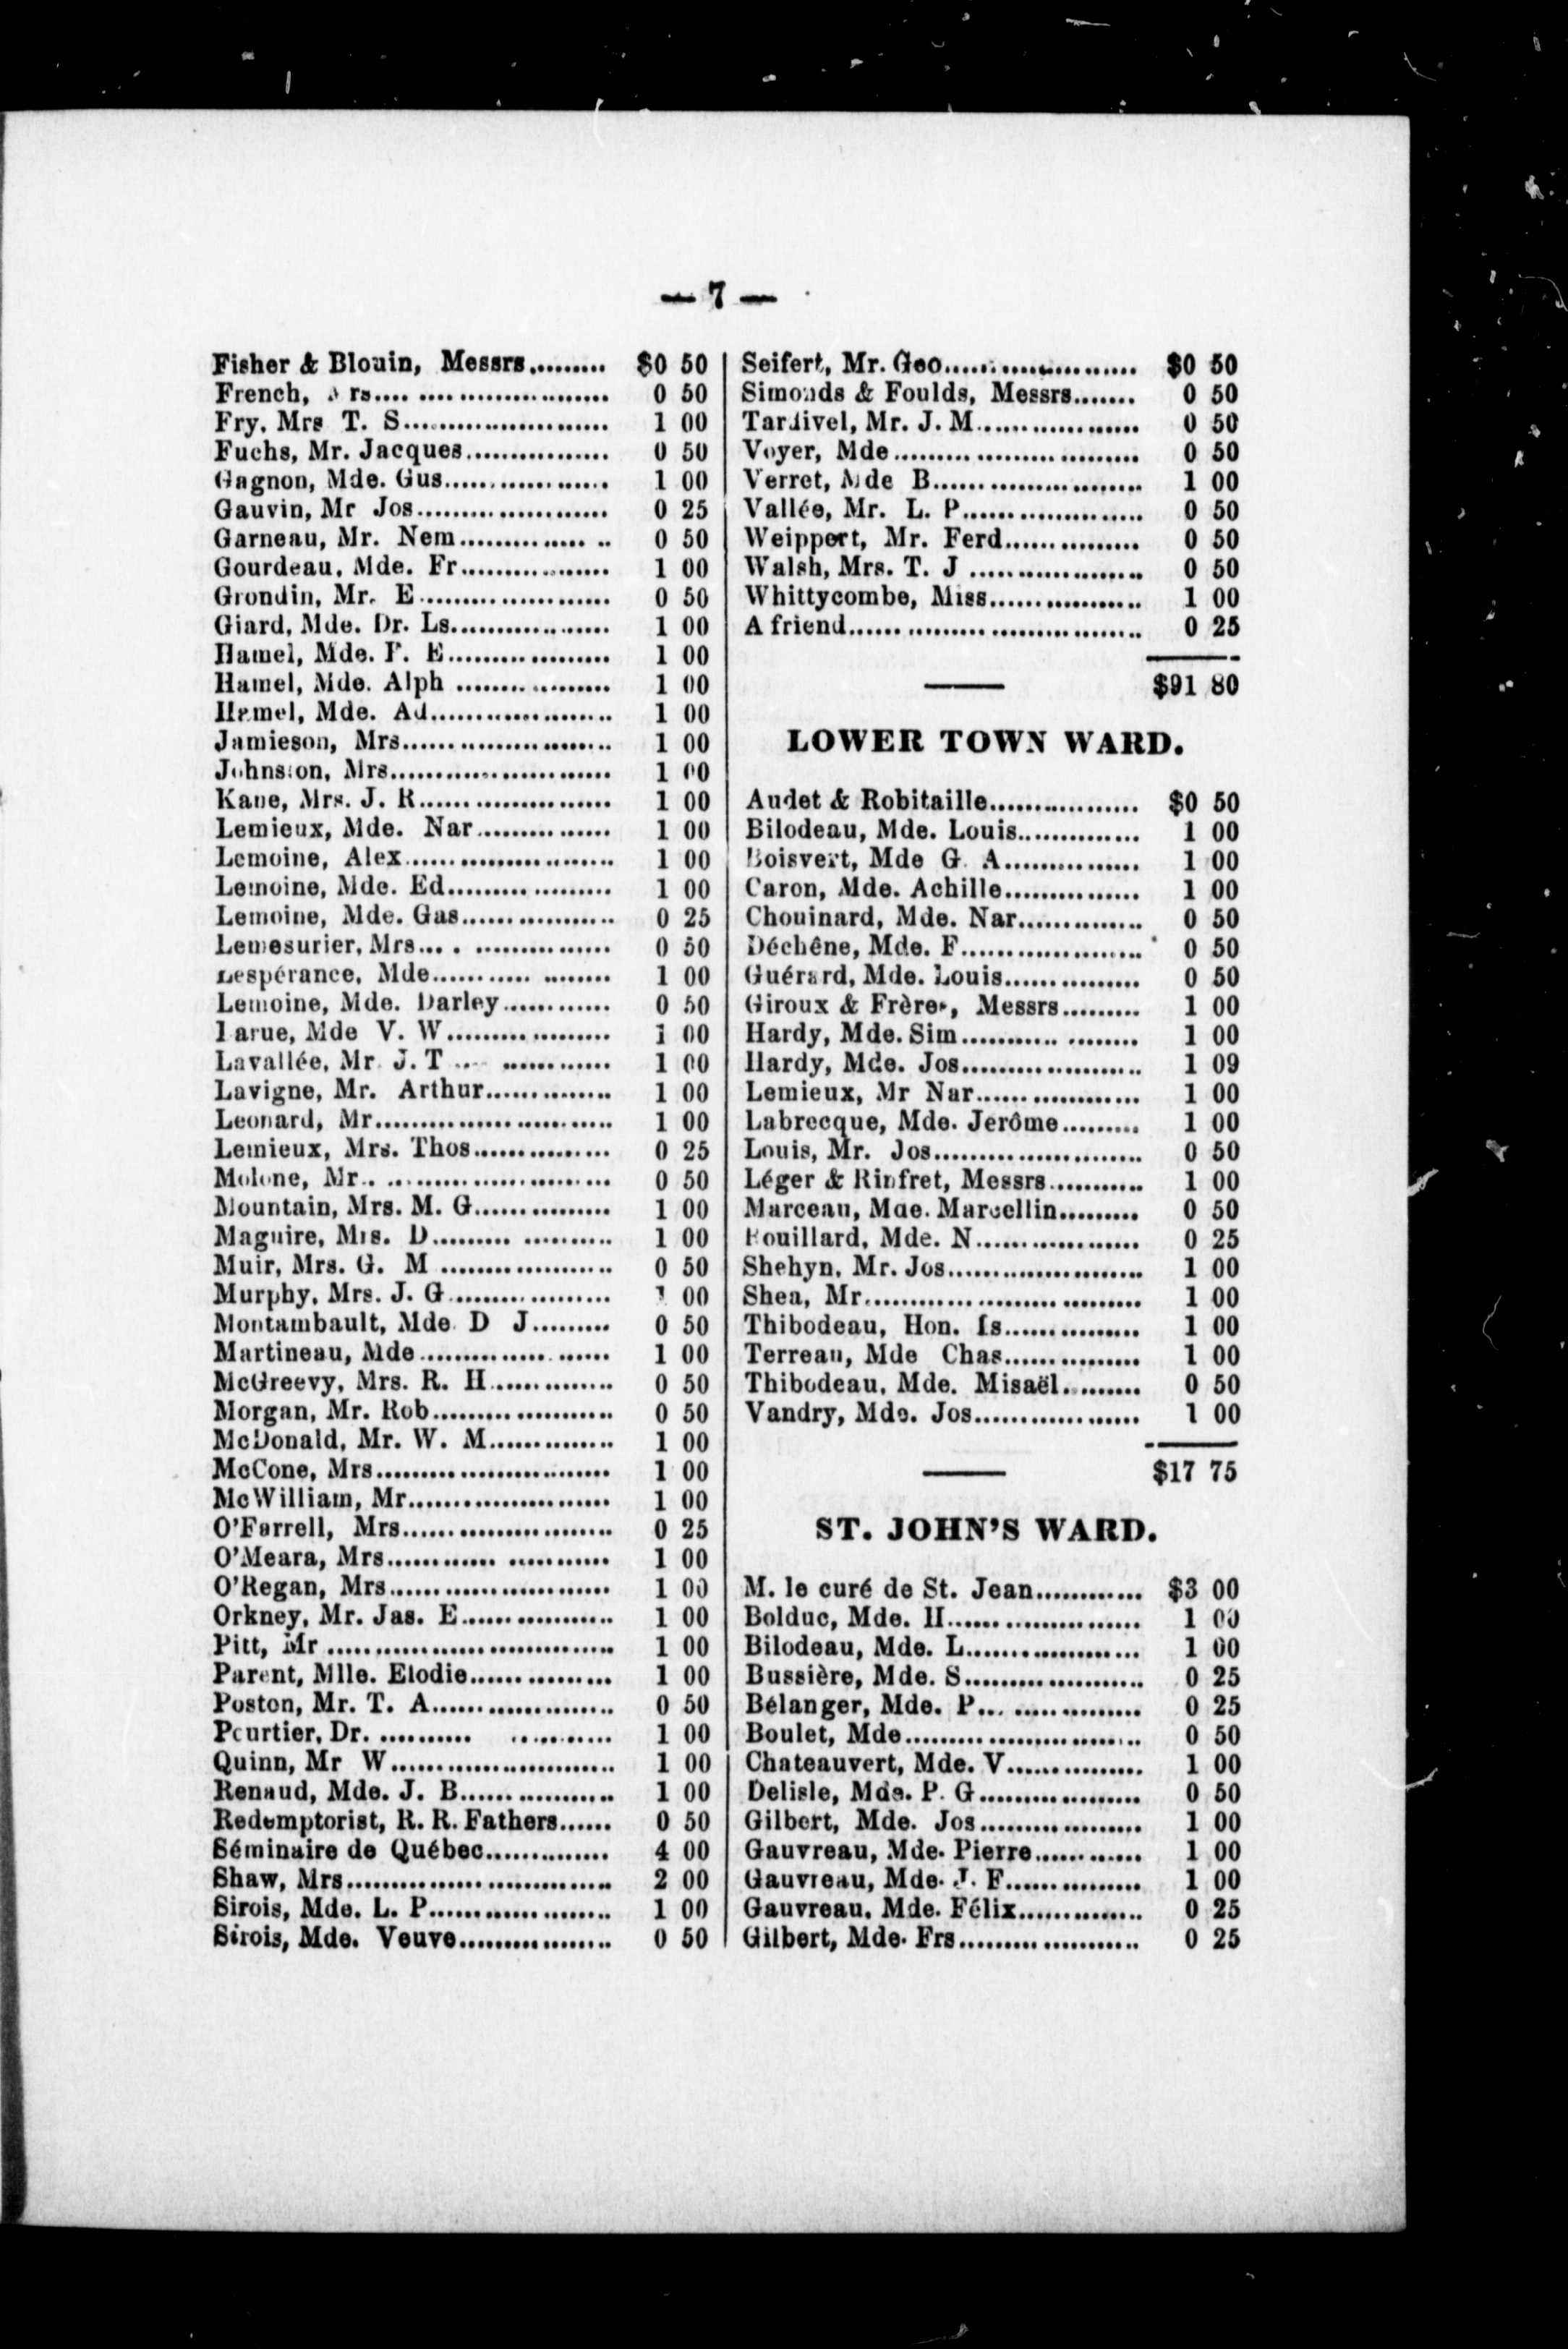 — 7 —
Fisher & Blouin, Messrs......... $0 50
French, rs.... ..................... 0 50
Fry, Mrs T. S....................... 1 00
Fuchs, Mr. Jacques................ 0 50
Gagnon, Mde. Gus.................. 1 00
Gauvin, Mr Jos..................... 0 25
Garneau, Mr. Nem.............. .. 0 50
Gourdeau, Mde. Fr................. 1 00
Grondin, Mr. E...................... 0 50
Giard, Mde. Dr. Ls.................. 1 00
Hamel, Mde. P. E.................. 1 00
Hamel, Mde. Alph ................. 1 00
Hamel, Mde. Ad.................... 1 00
Jamieson, Mrs....................... 1 00
Johnston, Mrs........................ 1 00
Kane, Mrs. J. R..................... 1 00
Lemieux, Mde. Nar............... 1 00
Lemoine, Alex....................... 1 00
Lemoine, Mde. Ed.................. 1 00
Lemoine, Mde. Gus................. 0 25
Lemesurier, Mrs... . ............... 0 50
Lespérance, Mde........... ........ 1 00
Lemoine, Mde. Darley............ 0 50
Larue, Mde V. W.................. 1 00
Lavallée, Mr. J. T ... ............ 1 00
Lavigne, Mr. Arthur.............. 1 00
Leonard, Mr.......................... 1 00
Lemieux, Mrs. Thos............... 0 25
Molone, Mr.. ......................... 0 50
Mountain, Mrs. M. G............... 1 00
Maguire, Mrs. D......... .......... 1 00
Muir, Mrs. G. M ................... 0 50
Murphy, Mrs. J. G.................. 1 00
Montambault, Mde. D J......... 0 50
Martineau, Mde.............. ...... 1 00
McGreevy, Mrs. R. H.............. 0 50
Morgan, Mr. Rob.................... 0 50
McDonald, Mr. W. M.............. 1 00
McCone, Mrs.......................... 1 00
McWilliam, Mr...................... 1 00
O'Farrell, Mrs....................... 0 25
O'Meara, Mrs............ ........... 1 00
O'Regan, Mrs........................ 1 00
Orkney, Mr. Jas. E................. 1 00
Pitt, Mr ............................... 1 00
Parent, Mlle. Elodie................ 1 00
Poston, Mr. T. A.................... 0 50
Pourtier, Dr. .......... ........... 1 00
Quinn, Mr W......................... 1 00
Renaud, Mde. J. B................. 1 00
Redemptorist, R. R. Fathers...... 0 50
Séminaire de Québec.............. 4 00
Shaw, Mrs............................. 2 00
Sirois, Mde. L. P.................... 1 00
Sirois, Mde. Veuve................. 0 50
Seifert, Mr. Geo..................... $0 50
Simonds & Foulds, Messrs....... 0 50
Tardivel, Mr. J. M.................. 0 50
Voyer, Mde........................... 0 50
Verret, Mde B....................... 1 00
Vallée, Mr. L. P.................... 0 50
Weippert, Mr. Ferd............... 0 50
Walsh, Mrs. T. J ................... 0 50
Whittycombe, Miss................. 1 00
A friend................................ 0 25
$91 80
LOWER TOWN WARD.
Audet & Robitaille................. $0 50
Bilodeau, Mde. Louis.............. 1 00
Boisvert, Mde G. A............... 1 00
Caron, Mde. Achille............... 1 00
Chouinard, Mde. Nar.............. 0 50
Déchêne, Mde. F.................... 0 50
Guérard, Mde. Louis............... 0 50
Giroux & Frères, Messrs......... 1 00
Hardy, Mde. Sim........... ........ 1 00
Hardy, Mde. Jos.................... 1 09
Lemieux, Mr Nar.................. 1 00
Labrecque, Mde. Jerôme......... 1 00
Louis, Mr. Jos....................... 0 50
Léger & Rinfret, Messrs........... 1 00
Marceau, Mde. Marcellin......... 0 50
Rouillard, Mde. N.................. 0 25
Shehyn, Mr. Jos..................... 1 00
Shea, Mr.............................. 1 00
Thibodeau, Hon. Is............... 1 00
Terreau, Mde Chas............... 1 00
Thibodeau, Mde. Misaël......... 0 50
Vandry, Mde. Jos.................. 1 00
$17 75
ST. JOHN'S WARD.
M. le curé de St. Jean............ $3 00
Bolduc, Mde. H..................... 1 00
Bilodeau, Mde. L................... 1 00
Bussière, Mde. S.................... 0 25
Bélanger, Mde. P... .............. 0 25
Boulet, Mde.......................... 0 50
Chateauvert, Mde. V............... 1 00
Delisle, Mde. P. G.................. 0 50
Gilbert, Mde. Jos.................. 1 00
Gauvreau, Mde. Pierre............ 1 00
Gauvreau, Mde. J. F............... 1 00
Gauvreau, Mde. Félix.............. 0 25
Gilbert, Mde. Frs.................... 0 25